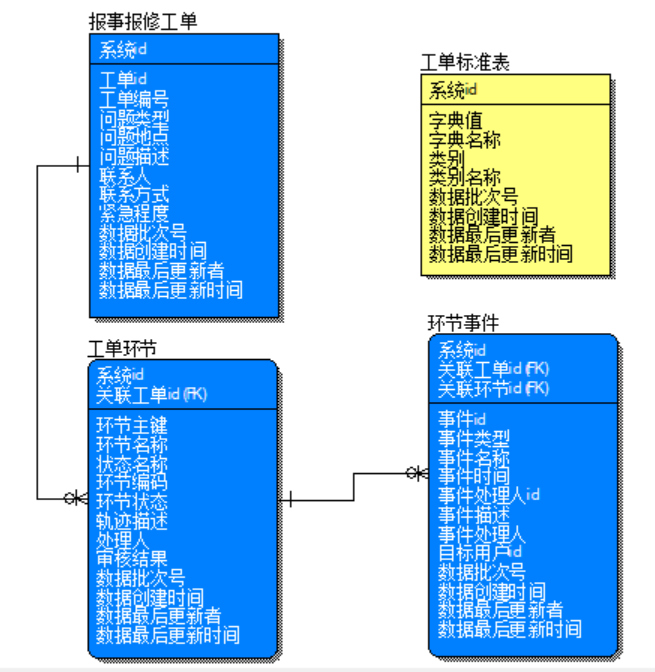 报事报修工单
系统id
工单id
工单编号
问题类型
问题地点
问题描述
联系人
联系方式
紧急程度
数据批次号
数据创建时间
数据最后更新者
数据最后更新时间
工单标准表
系统id
字典值
字典名称
类别
类别名称
数据批次号
数据创建时间
数据最后更新者
数据最后更新时间
工单环节
系统id
关联工单id (FK)
环节主键
环节名称
状态名称
环节编码
环节状态
轨迹描述
处理人
审核结果
数据批次号
数据创建时间
数据最后更新者
数据最后更新时间
环节事件
系统id
关联工单id (FK)
关联环节id (FK)
事件id
事件类型
事件名称
事件时间
事件处理人id
事件描述
事件处理人
目标用户id
数据批次号
数据创建时间
数据最后更新者
数据最后更新时间